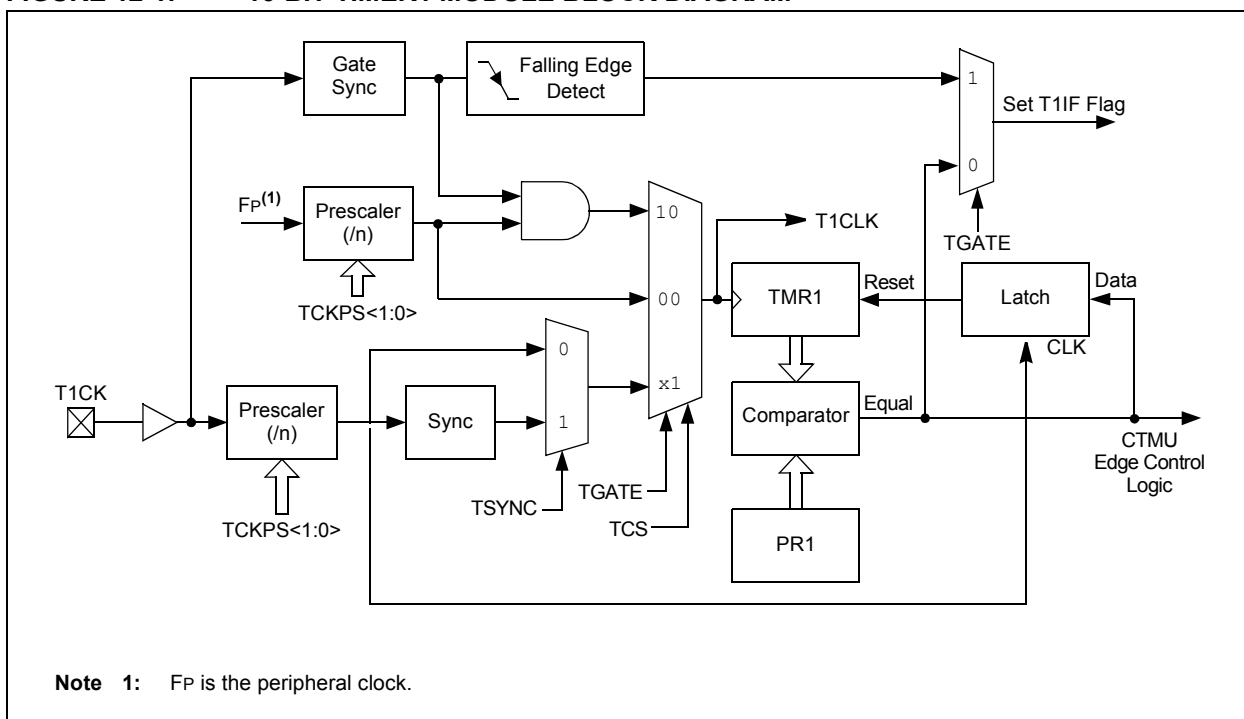 Gate
Sync
Falling Edge
Detect
1
Set T1IF Flag
0
TGATE
FP(1)
Prescaler
(/n)
TCKPS<1:0>
10
00
x1
T1CLK
TMR1
Reset
Latch
Data
CLK
T1CK
Prescaler
(/n)
TCKPS<1:0>
Sync
0
1
TSYNC
TGATE
TCS
Comparator
Equal
PR1
CTMU
Edge Control
Logic
Note 1: FP is the peripheral clock.